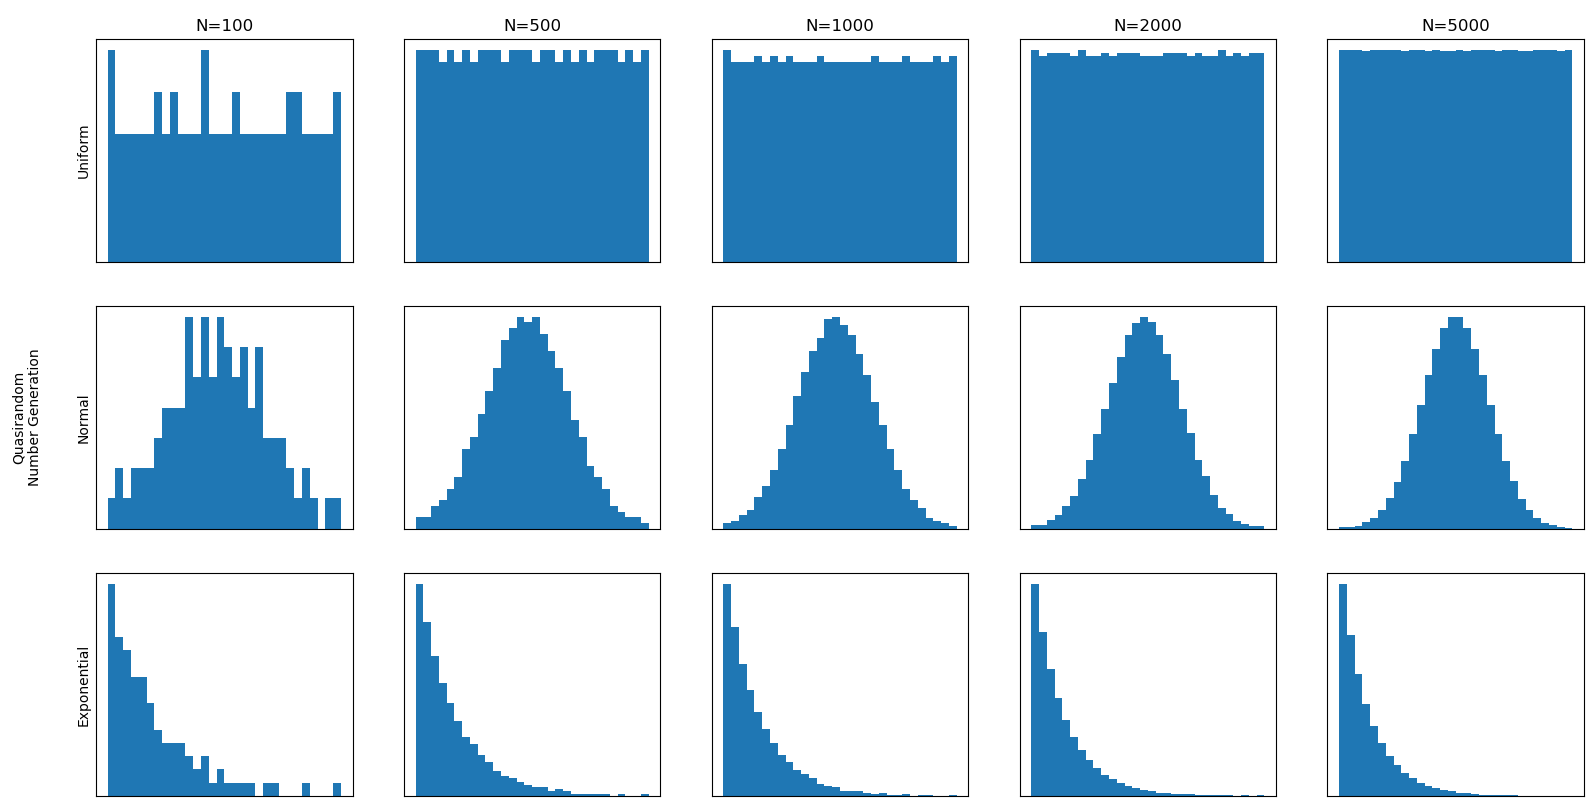 N=100
N=500
N=1000
N=2000
N=5000
Uniform
Quasirandom
Number Generation
Normal
Exponential